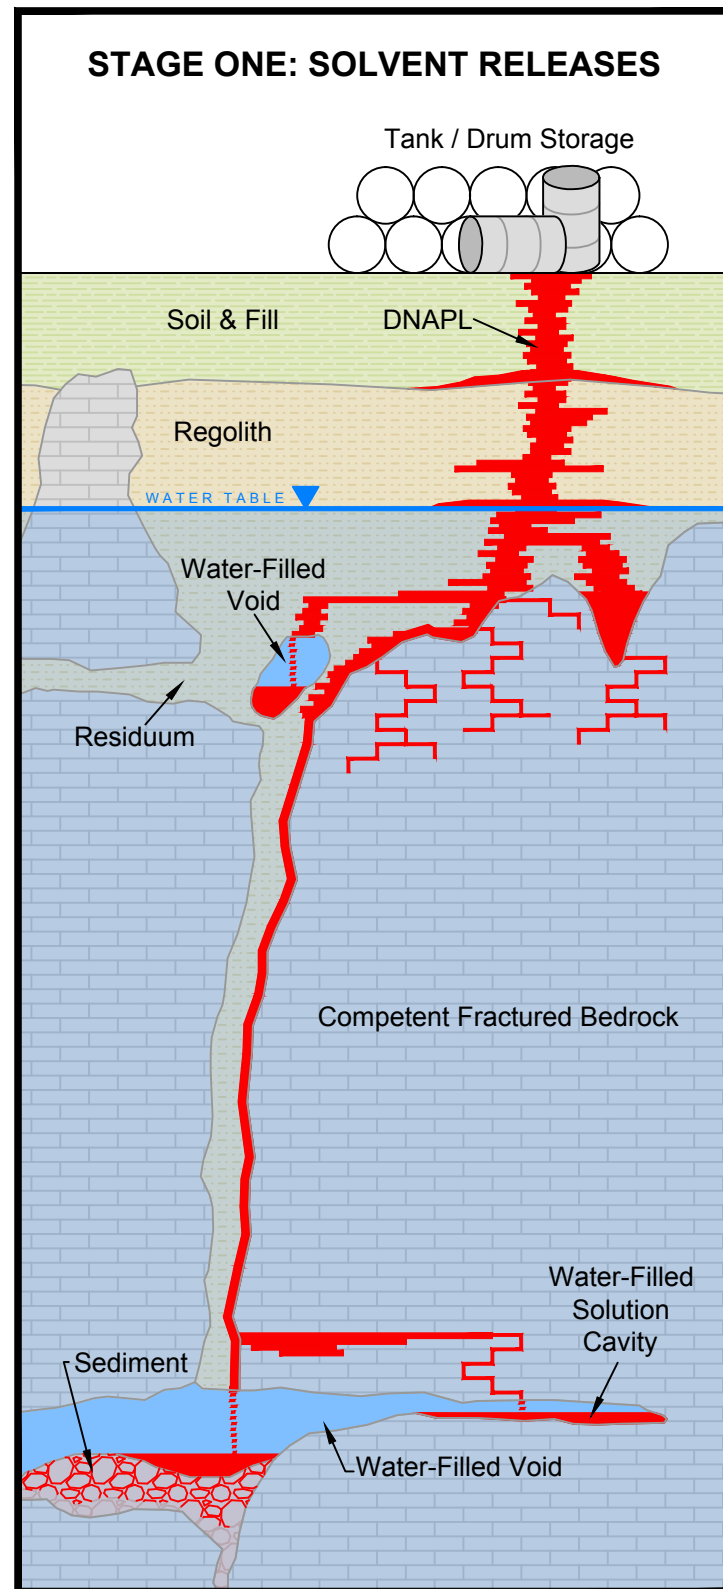 STAGE ONE: SOLVENT RELEASES
Tank / Drum Storage
Soil & Fill
DNAPL
Regolith
WATER TABLE
Water-Filled
Void
Residuum
Competent Fractured Bedrock
Water-Filled
Solution
Cavity
Sediment
Water-Filled Void